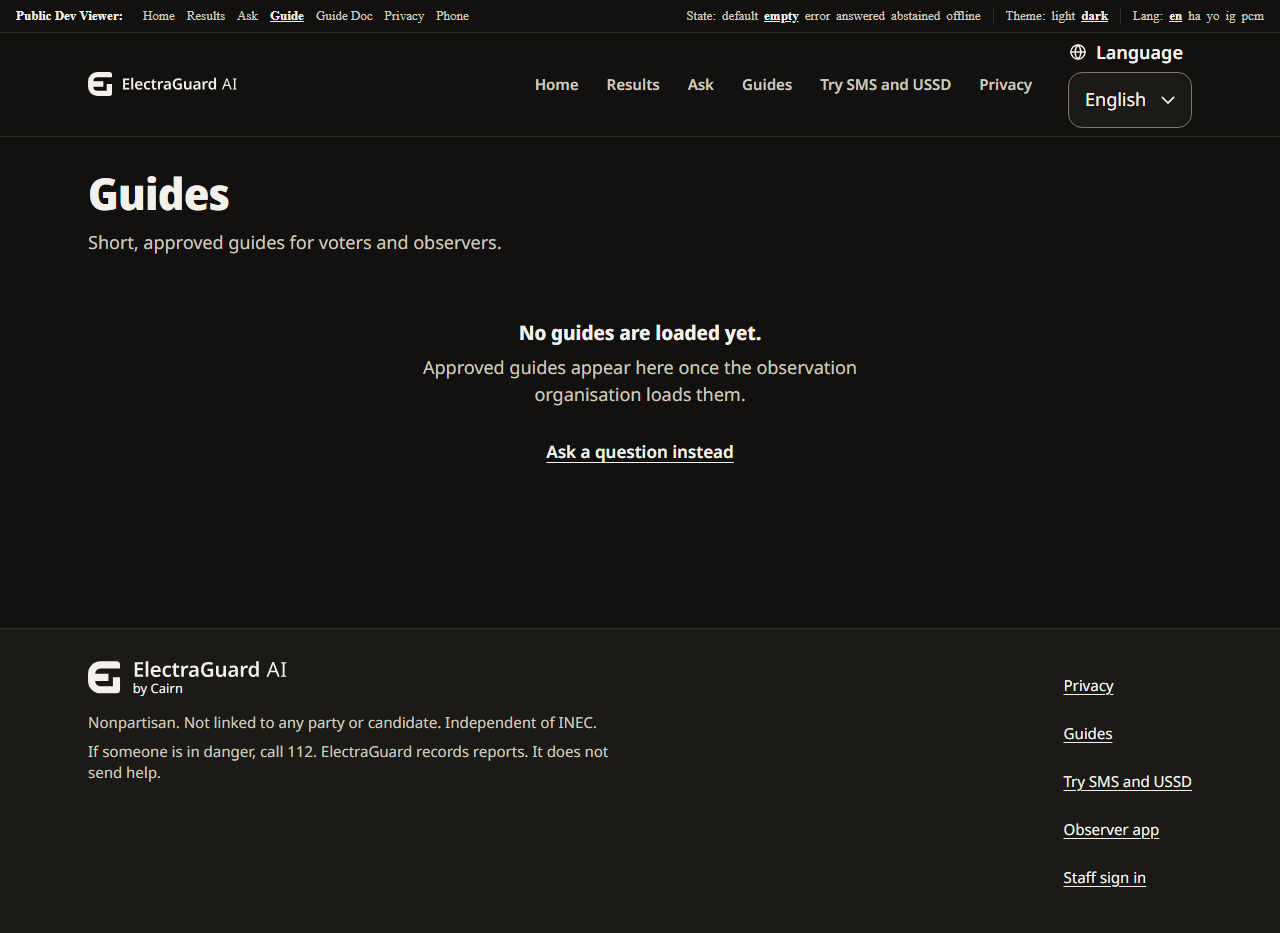 Public Dev Viewer: Home Results Ask Guide Guide Doc Privacy Phone State: default empty error answered abstained offline Theme: light dark Lang: en ha yo ig pcm
ElectraGuard AI
Home Results Ask Guides Try SMS and USSD Privacy
Language
English
Guides
Short, approved guides for voters and observers.
No guides are loaded yet.
Approved guides appear here once the observation
organisation loads them.
Ask a question instead
ElectraGuard AI
by Cairn
Nonpartisan. Not linked to any party or candidate. Independent of INEC.
If someone is in danger, call 112. ElectraGuard records reports. It does not
send help.
Privacy
Guides
Try SMS and USSD
Observer app
Staff sign in